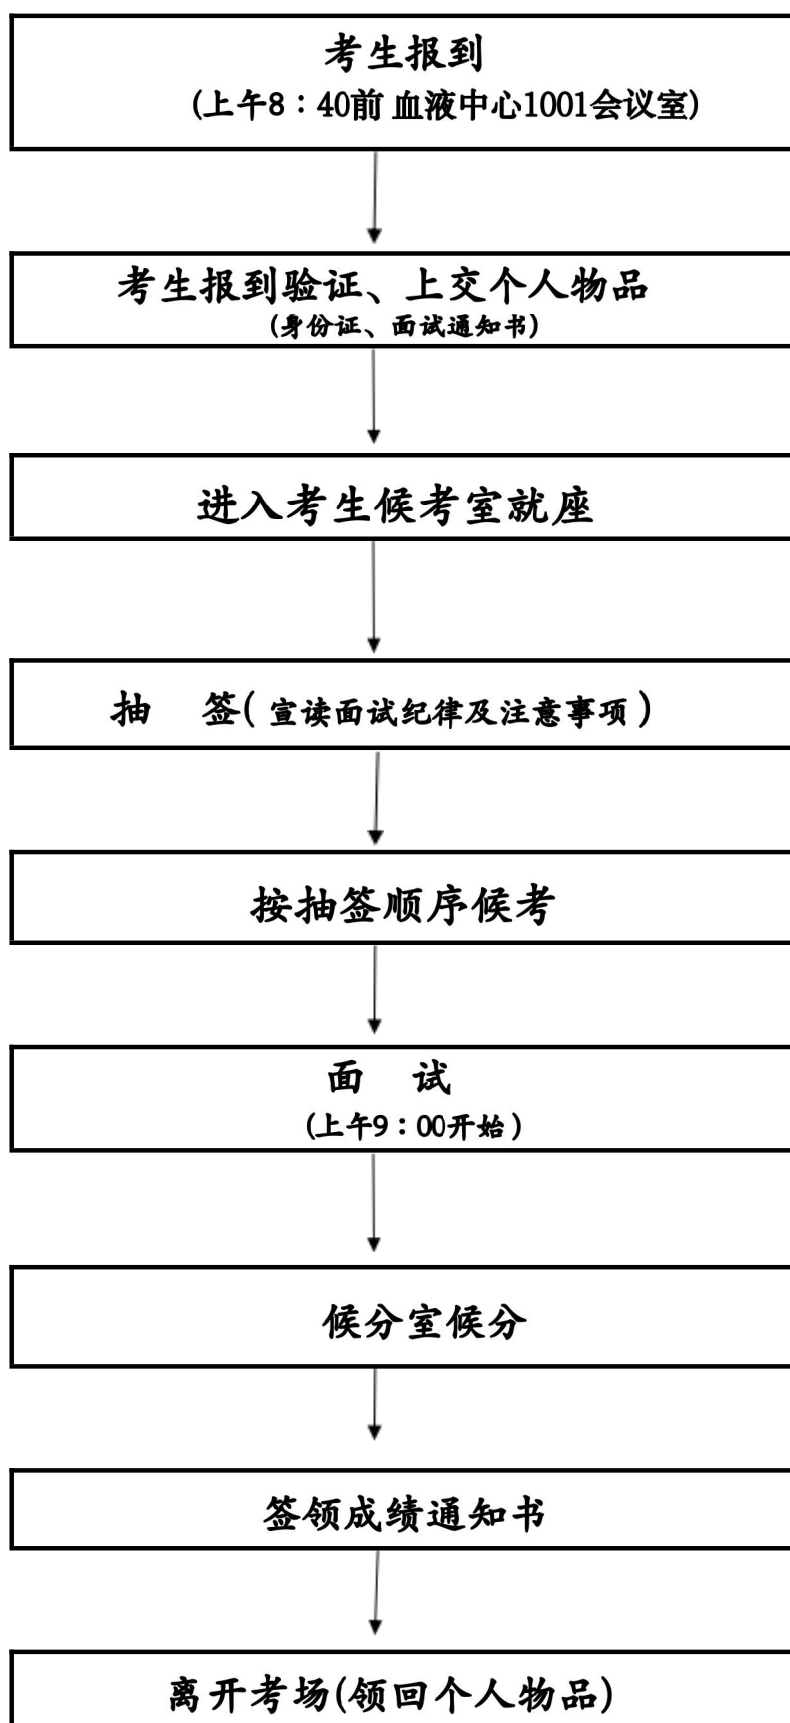 考生报到
(上午8：40前 血液中心1001会议室)
考生报到验证、上交个人物品
(身份证、面试通知书)
进入考生候考室就座
抽 签(宣读面试纪律及注意事项)
按抽签顺序候考
面 试
(上午9：00开始)
候分室候分
签领成绩通知书
离开考场(领回个人物品)